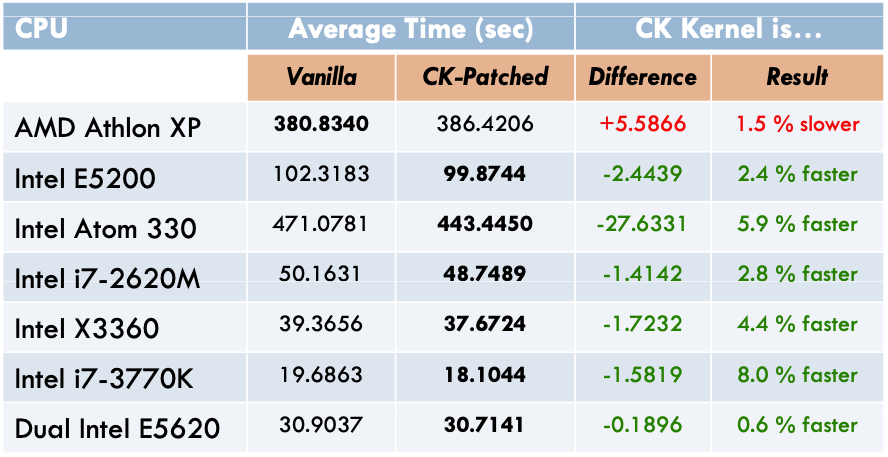 CPU Average Time (sec) CK Kernel is...
Vanilla CK-Patched Difference Result
AMD Athlon XP 380.8340 386.4206 +5.5866 1.5 % slower
Intel E5200 102.3183 99.8744 -2.4439 2.4 % faster
Intel Atom 330 471.0781 443.4450 -27.6331 5.9 % faster
Intel i7-2620M 50.1631 48.7489 -1.4142 2.8 % faster
Intel X3360 39.3656 37.6724 -1.7232 4.4 % faster
Intel i7-3770K 19.6863 18.1044 -1.5819 8.0 % faster
Dual Intel E5620 30.9037 30.7141 -0.1896 0.6 % faster